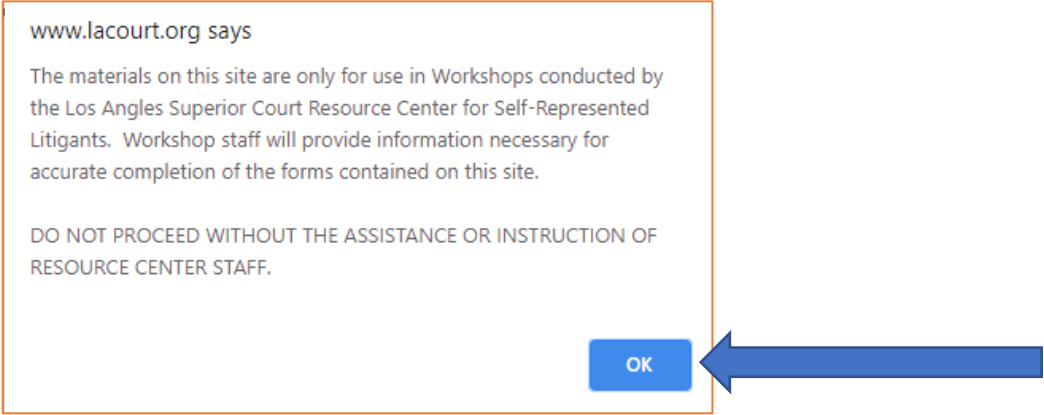 www.lacourt.org says
The materials on this site are only for use in Workshops conducted by
the Los Angles Superior Court Resource Center for Self-Represented
Litigants.  Workshop staff will provide information necessary for
accurate completion of the forms contained on this site.
DO NOT PROCEED WITHOUT THE ASSISTANCE OR INSTRUCTION OF
RESOURCE CENTER STAFF.
OK